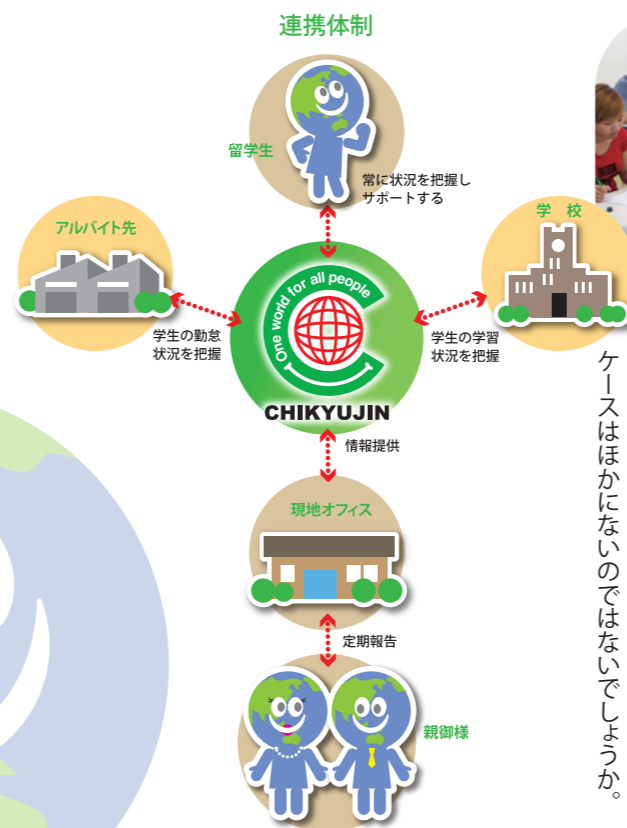 連携体制
留学生
常に状況を把握し
サポートする
アルバイト先
学校
One world for all people
CHIKYUJIN
学生の勤怠
状況を把握
学生の学習
状況を把握
情報提供
現地オフィス
定期報告
親御様
ケースはほかにないのではないでしょうか。